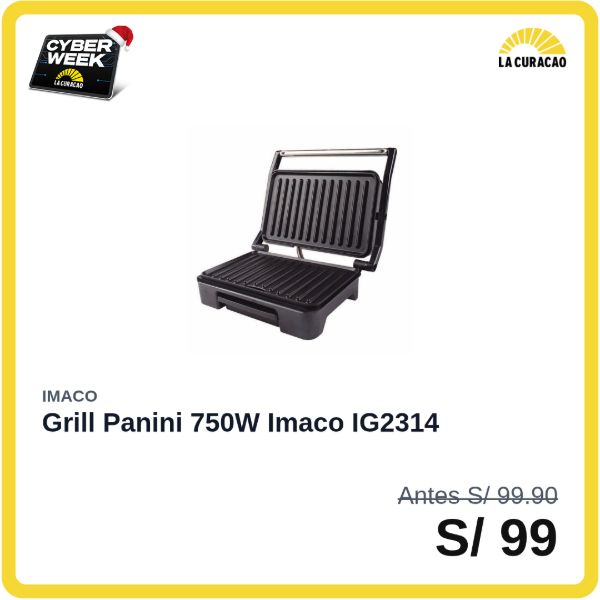 CYBER
WEEK
LA CURACAO
LA CURACAO
IMACO
Grill Panini 750W Imaco IG2314
Antes S/ 99.90
S/ 99